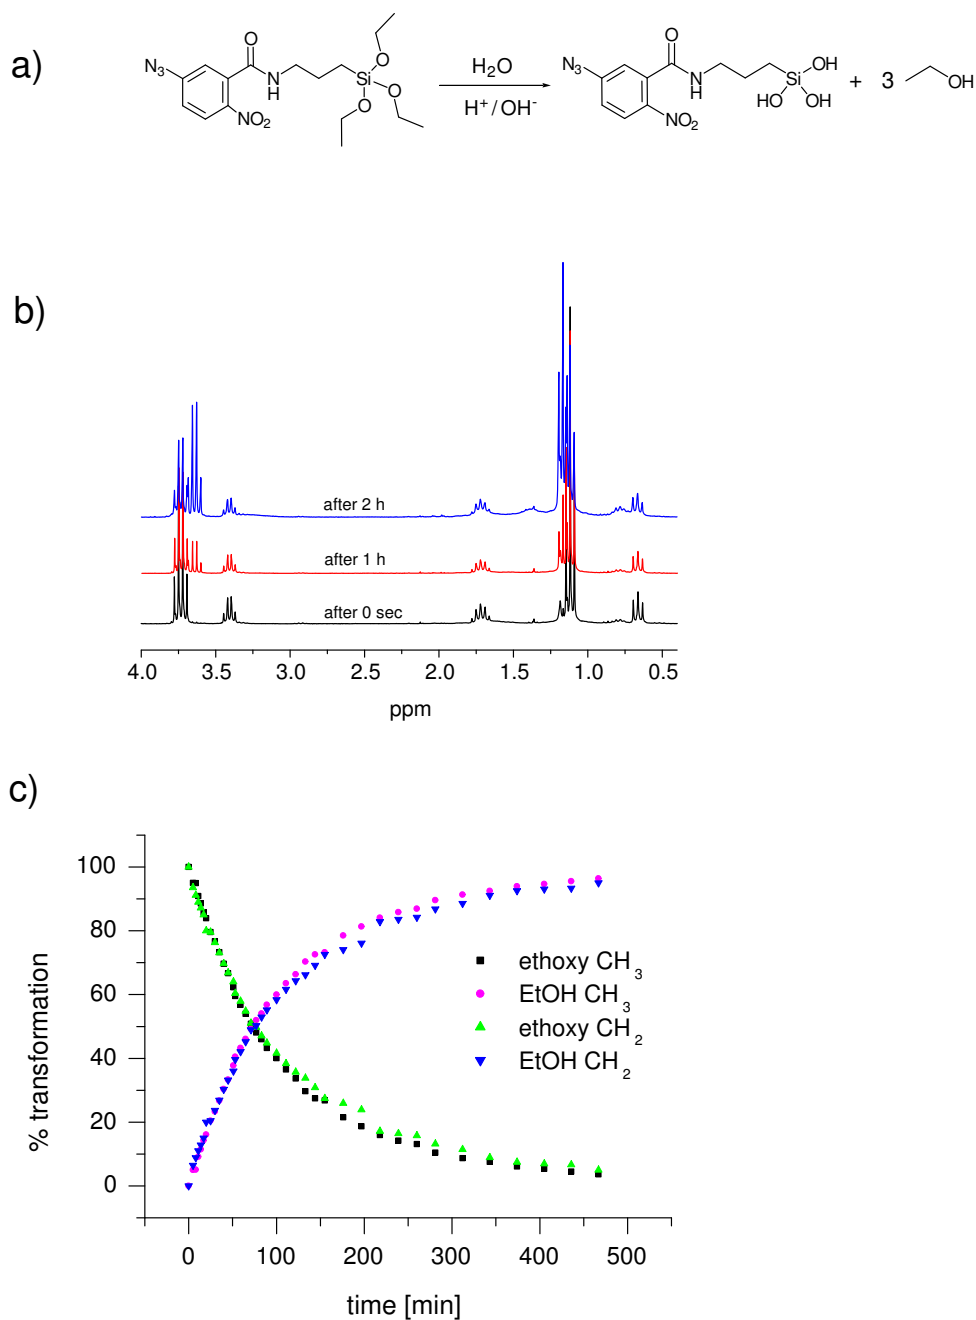 a)
N3 O N H NO2 Si O O O
H2O
H+/OH-
N3 O N H NO2 Si OH HO OH + 3 OH
b)
after 2 h
after 1 h
after 0 sec
4.0 3.5 3.0 2.5 2.0 1.5 1.0 0.5
ppm
c)
% transformation
100
80
60
40
20
0
ethoxy CH3
EtOH CH3
ethoxy CH2
EtOH CH2
0 100 200 300 400 500
time [min]